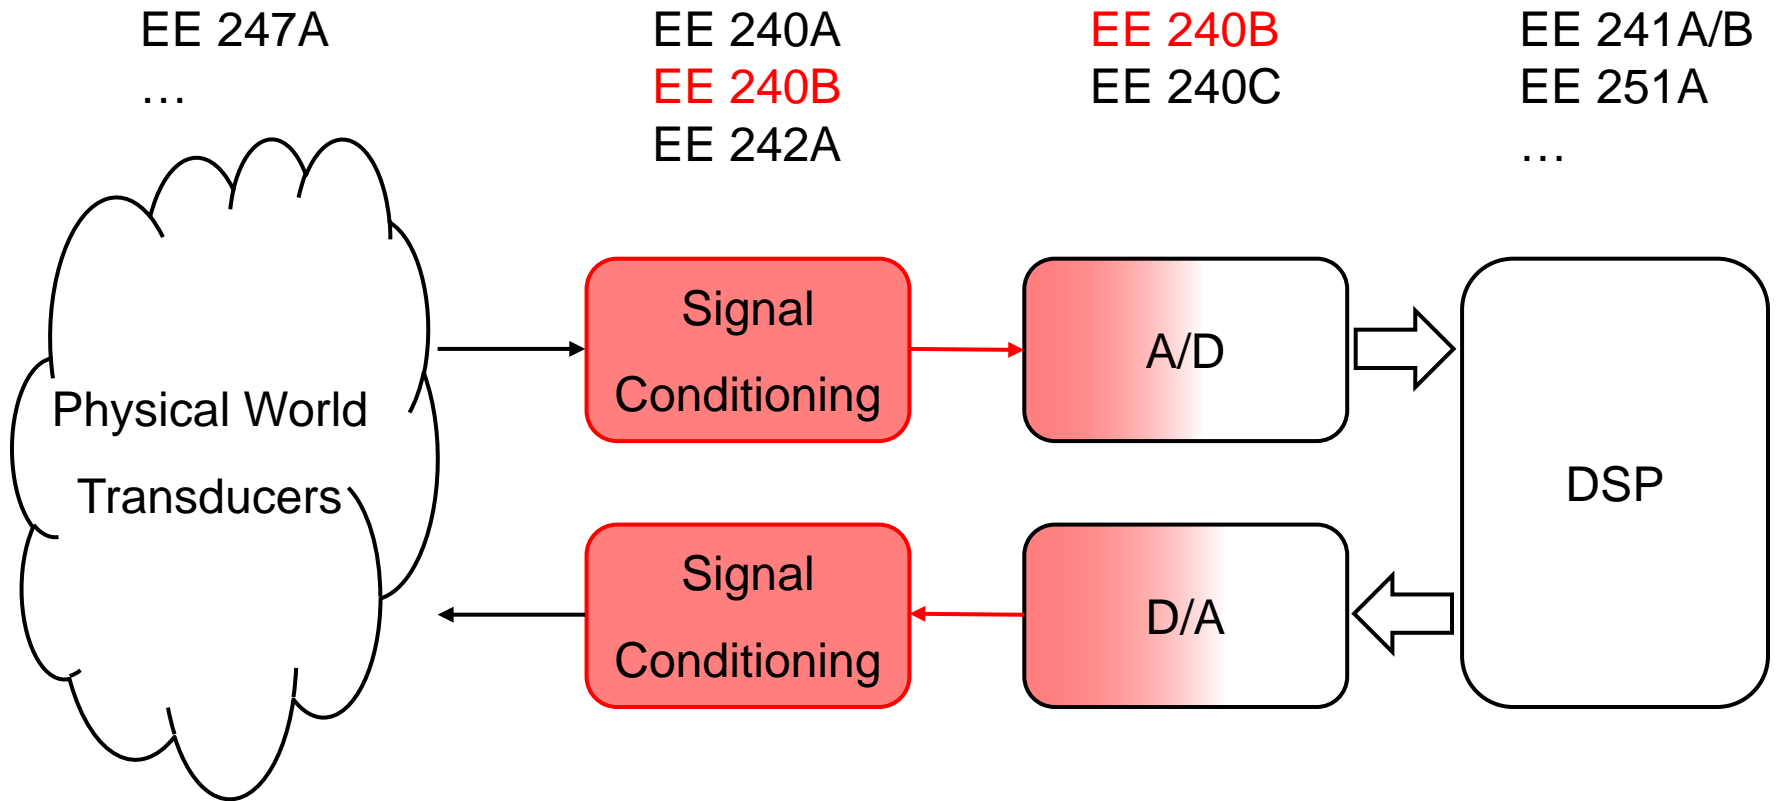 EE 247A
...
EE 240A
EE 240B
EE 242A
EE 240B
EE 240C
EE 241A/B
EE 251A
...
Physical World
Transducers
Signal
Conditioning
A/D
DSP
Signal
Conditioning
D/A